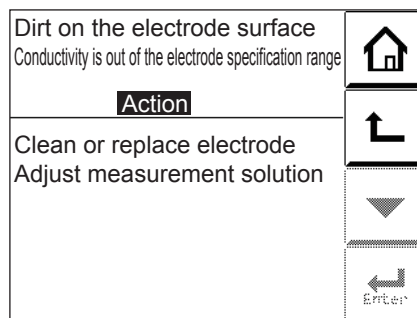 Dirt on the electrode surface
Conductivity is out of the electrode specification range
Action
Clean or replace electrode
Adjust measurement solution
Enter